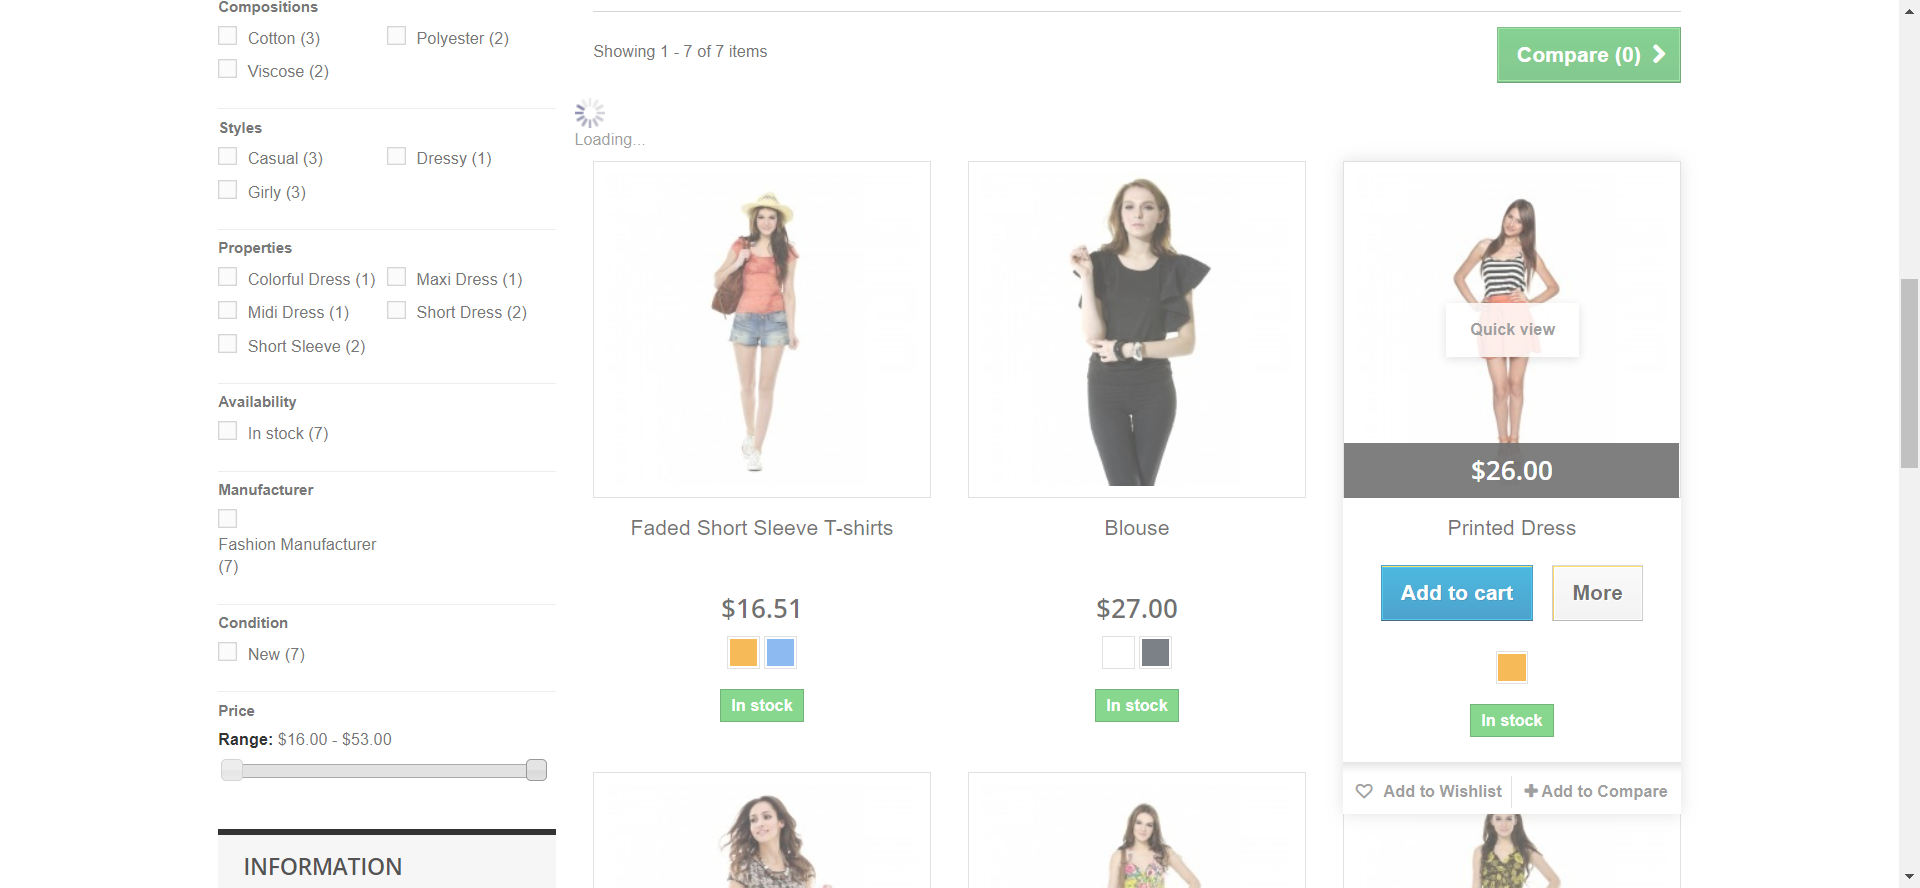 Compositions
Cotton (3)
Polyester (2)
Viscose (2)
Styles
Casual (3)
Dressy (1)
Girly (3)
Properties
Colorful Dress (1)
Maxi Dress (1)
Midi Dress (1)
Short Dress (2)
Short Sleeve (2)
Availability
In stock (7)
Manufacturer
Fashion Manufacturer
(7)
Condition
New (7)
Price
Range: $16.00 - $53.00
INFORMATION
Showing 1 - 7 of 7 items
Compare (0)
Loading...
Faded Short Sleeve T-shirts
$16.51
In stock
Blouse
$27.00
In stock
Quick view
$26.00
Printed Dress
Add to cart
More
In stock
Add to Wishlist
Add to Compare